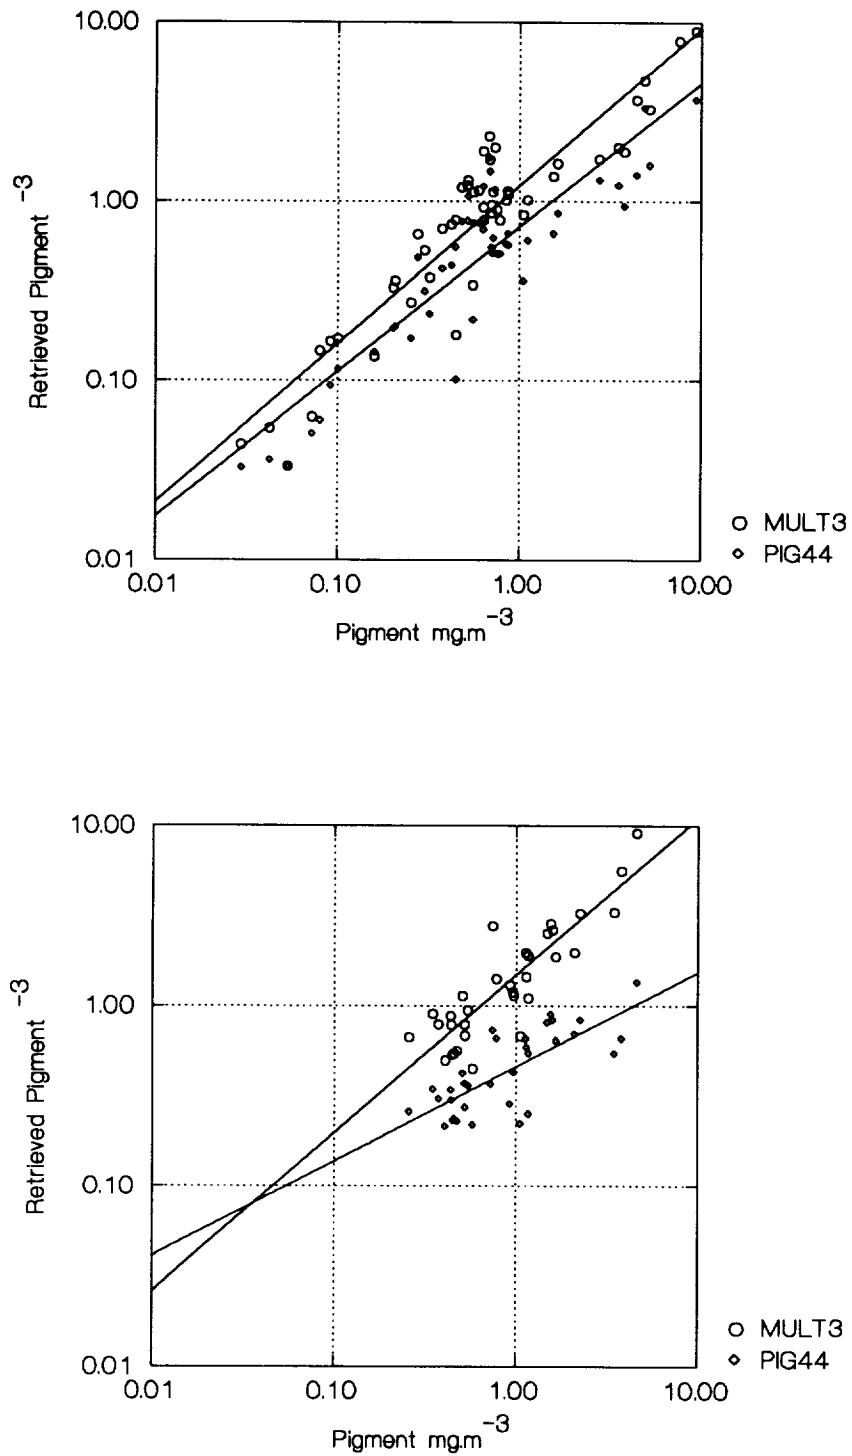 10.00
1.00
0.10
0.01
Retrieved Pigment -3
0.01 0.10 1.00 10.00
Pigment mg.m-3
MULT3
PIG44
10.00
1.00
0.10
0.01
Retrieved Pigment -3
0.01 0.10 1.00 10.00
Pigment mg.m-3
MULT3
PIG44